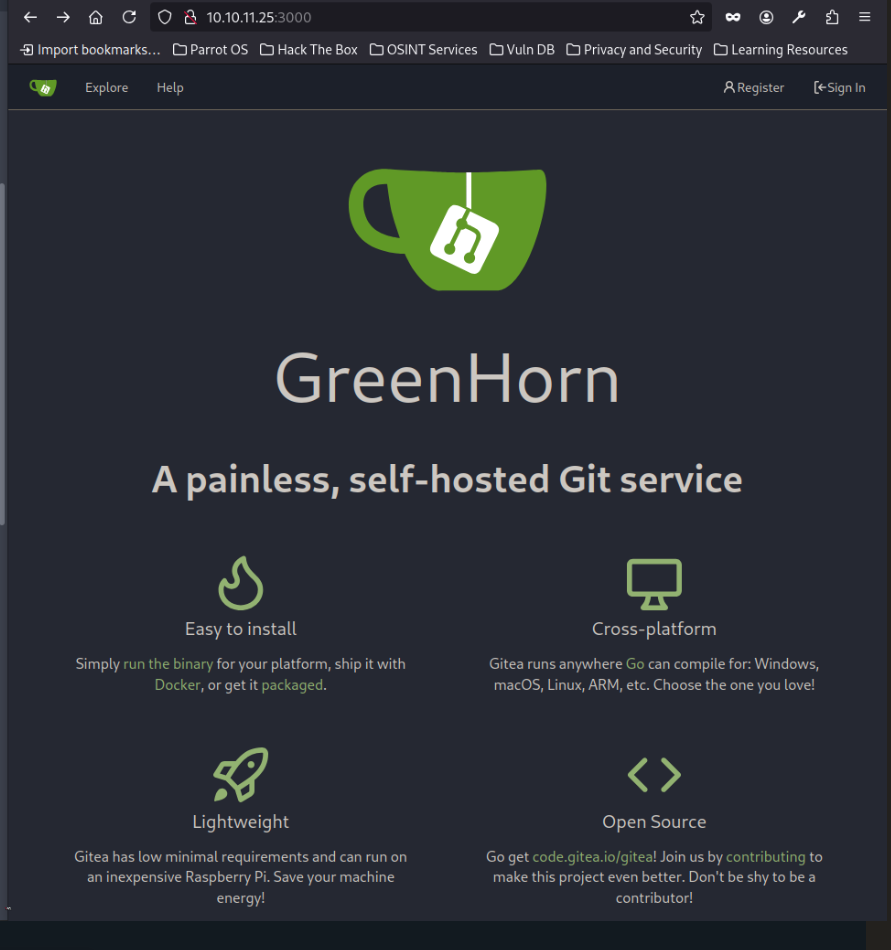 10.10.11.25:3000
Import bookmarks... Parrot OS Hack The Box OSINT Services Vuln DB Privacy and Security Learning Resources
Explore Help Register Sign In
GreenHorn
A painless, self-hosted Git service
Easy to install
Simply run the binary for your platform, ship it with
Docker, or get it packaged.
Cross-platform
Gitea runs anywhere Go can compile for: Windows,
macOS, Linux, ARM, etc. Choose the one you love!
Lightweight
Gitea has low minimal requirements and can run on
an inexpensive Raspberry Pi. Save your machine
energy!
Open Source
Go get code.gitea.io/gitea! Join us by contributing to
make this project even better. Don't be shy to be a
contributor!